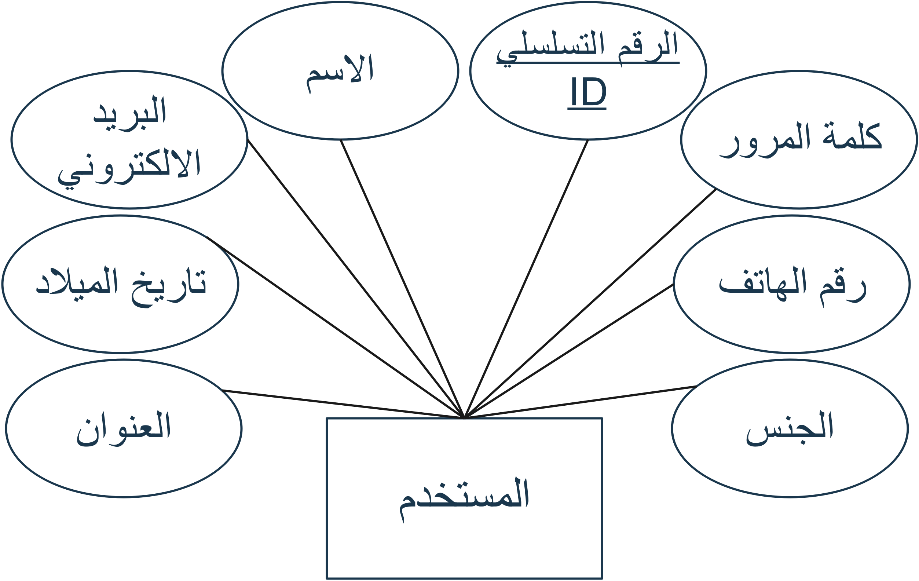 الاسم
الرقم التسلسلي
ID
البريد
الالكتروني
كلمة المرور
تاريخ الميلاد
رقم الهاتف
العنوان
الجنس
المستخدم